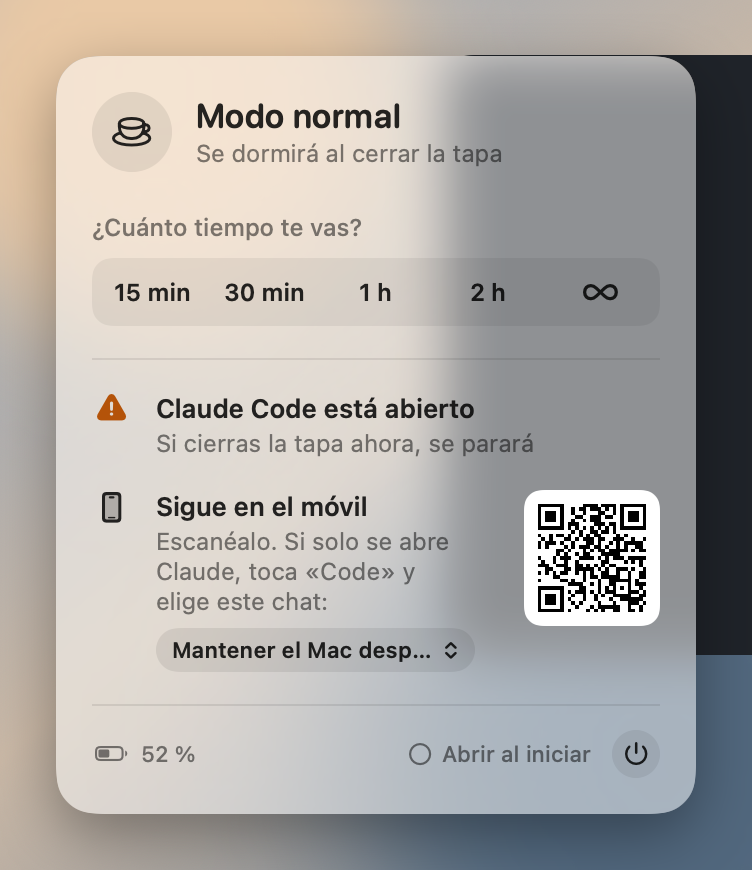 Modo normal
Se dormirá al cerrar la tapa
¿Cuánto tiempo te vas?
15 min 30 min 1 h 2 h ∞
Claude Code está abierto
Si cierras la tapa ahora, se parará
Sigue en el móvil
Escanéalo. Si solo se abre
Claude, toca «Code» y
elige este chat:
Mantener el Mac desp...
52 %
Abrir al iniciar